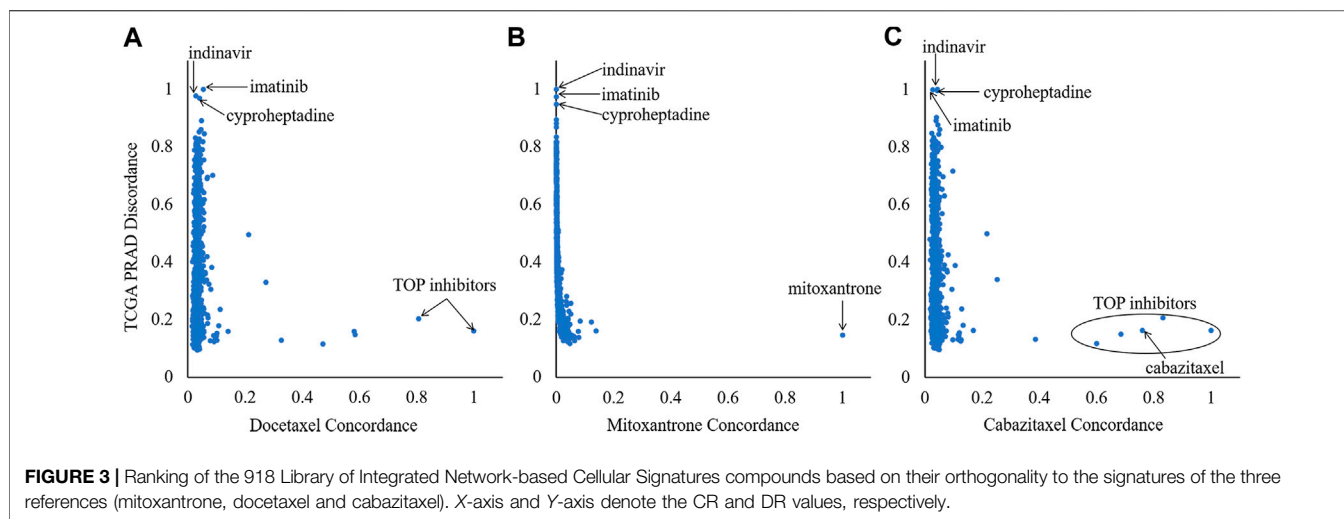 A
indinavir
imatinib
cyproheptadine
TOP inhibitors
TCGA PRAD Discordance
1
0.8
0.6
0.4
0.2
0
0 0.2 0.4 0.6 0.8 1
Docetaxel Concordance
B
indinavir
imatinib
cyproheptadine
mitoxantrone
1
0.8
0.6
0.4
0.2
0
0 0.2 0.4 0.6 0.8 1
Mitoxantrone Concordance
C
indinavir
cyproheptadine
imatinib
TOP inhibitors
cabazitaxel
1
0.8
0.6
0.4
0.2
0
0 0.2 0.4 0.6 0.8 1
Cabazitaxel Concordance
FIGURE 3 | Ranking of the 918 Library of Integrated Network-based Cellular Signatures compounds based on their orthogonality to the signatures of the three
references (mitoxantrone, docetaxel and cabazitaxel). X-axis and Y-axis denote the CR and DR values, respectively.